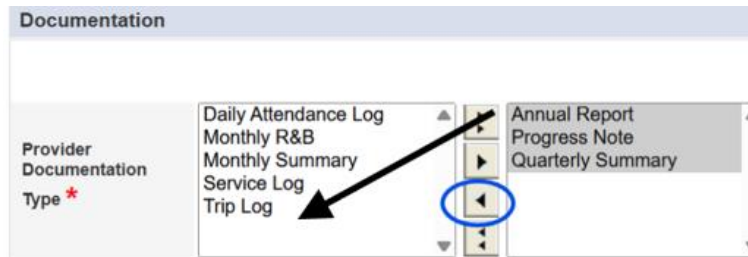 Documentation
Provider
Documentation
Type *
Daily Attendance Log
Monthly R&B
Monthly Summary
Service Log
Trip Log
Annual Report
Progress Note
Quarterly Summary